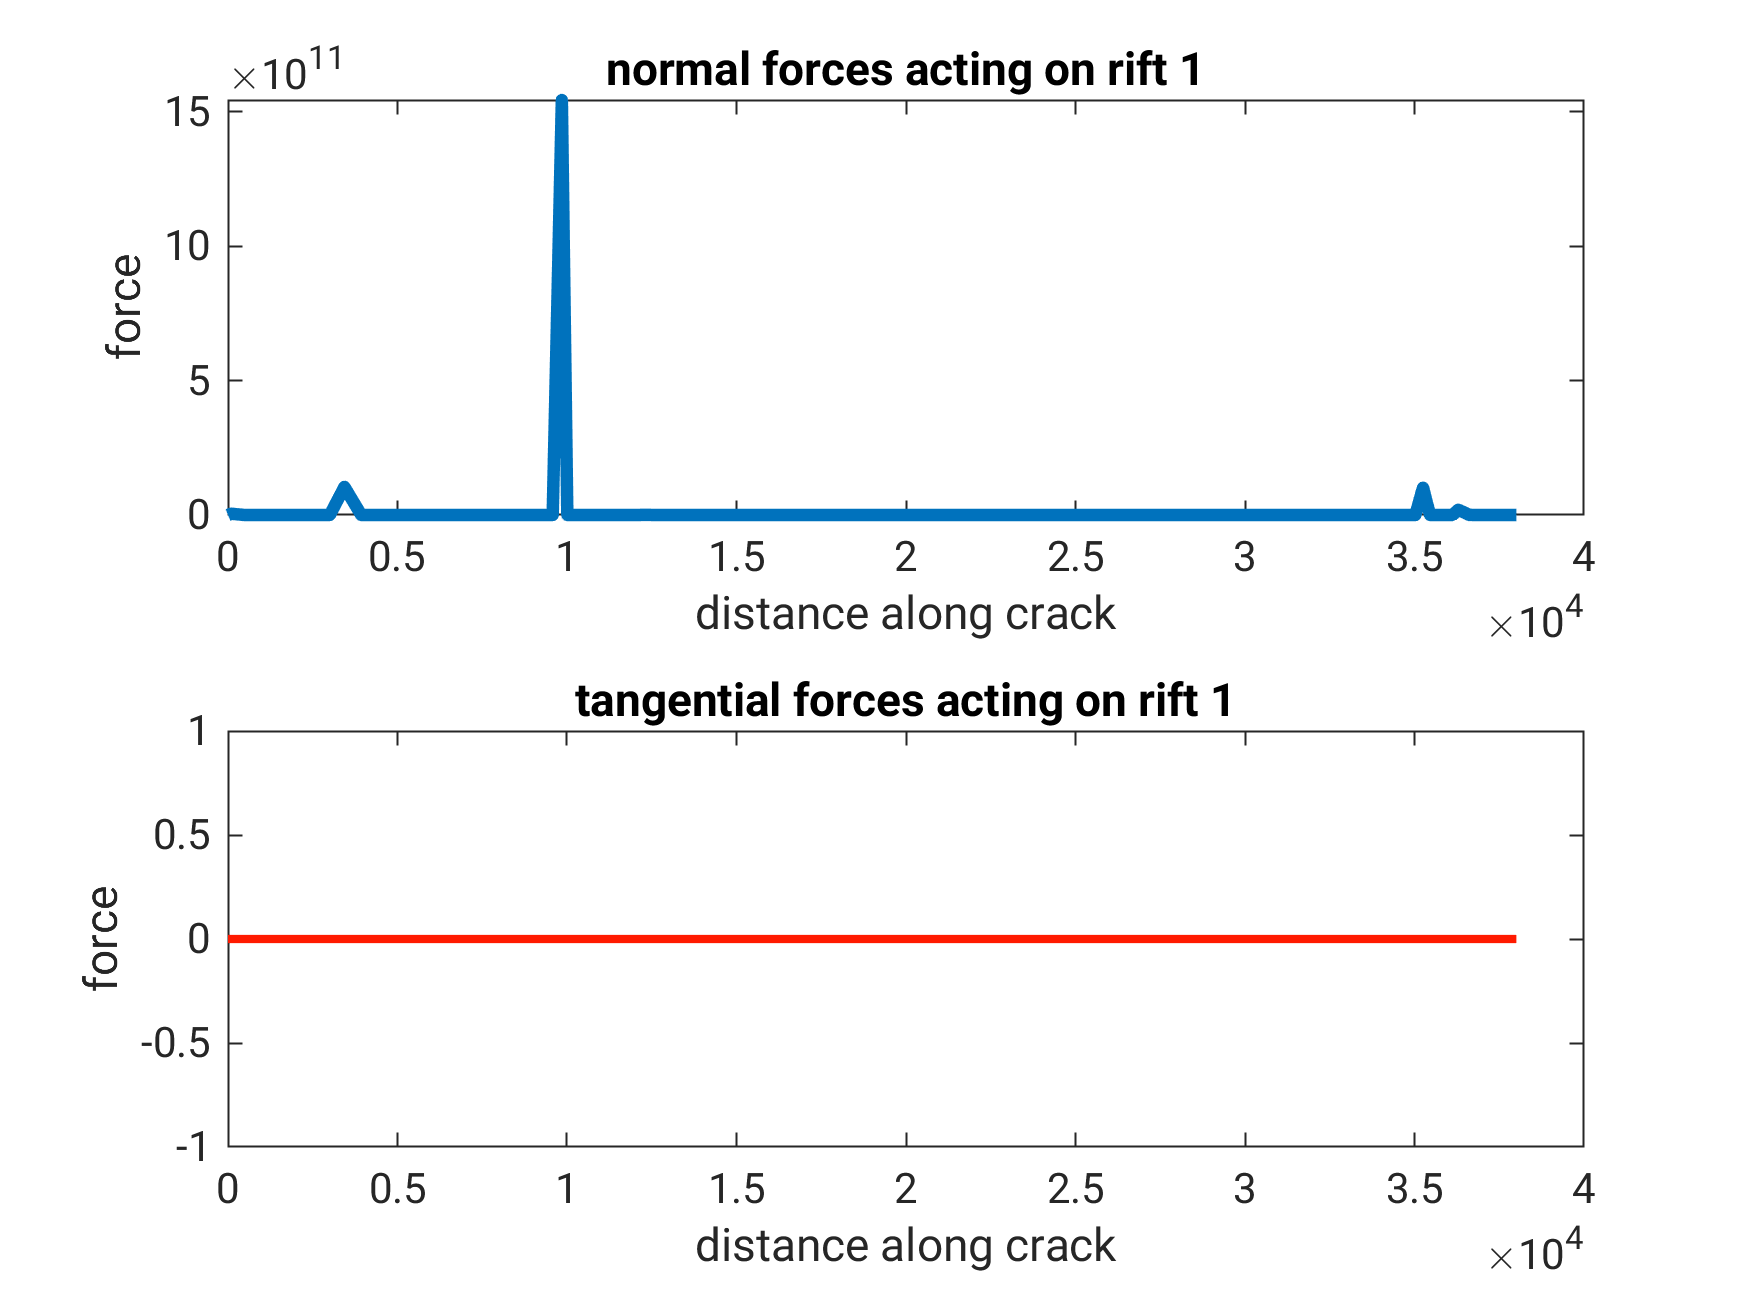 ×10^11
normal forces acting on rift 1
15
10
5
0
force
0 0.5 1 1.5 2 2.5 3 3.5 4
distance along crack
×10^4
tangential forces acting on rift 1
1
0.5
0
-0.5
-1
force
0 0.5 1 1.5 2 2.5 3 3.5 4
distance along crack
×10^4